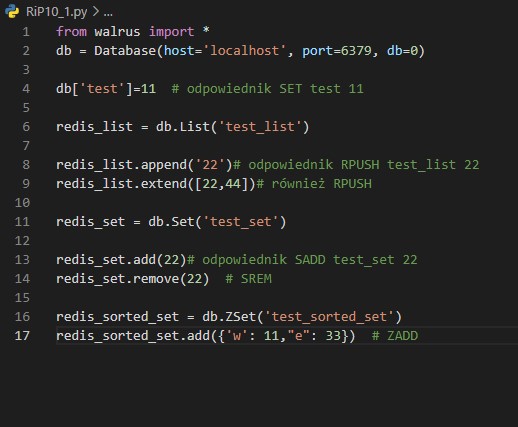 RiP10_1.py > ...
1 from walrus import *
2 db = Database(host='localhost', port=6379, db=0)
3
4 db['test']=11  # odpowiednik SET test 11
5
6 redis_list = db.List('test_list')
7
8 redis_list.append('22')# odpowiednik RPUSH test_list 22
9 redis_list.extend([22,44])# również RPUSH
10
11 redis_set = db.Set('test_set')
12
13 redis_set.add(22)# odpowiednik SADD test_set 22
14 redis_set.remove(22)  # SREM
15
16 redis_sorted_set = db.ZSet('test_sorted_set')
17 redis_sorted_set.add({'w': 11,"e": 33})  # ZADD